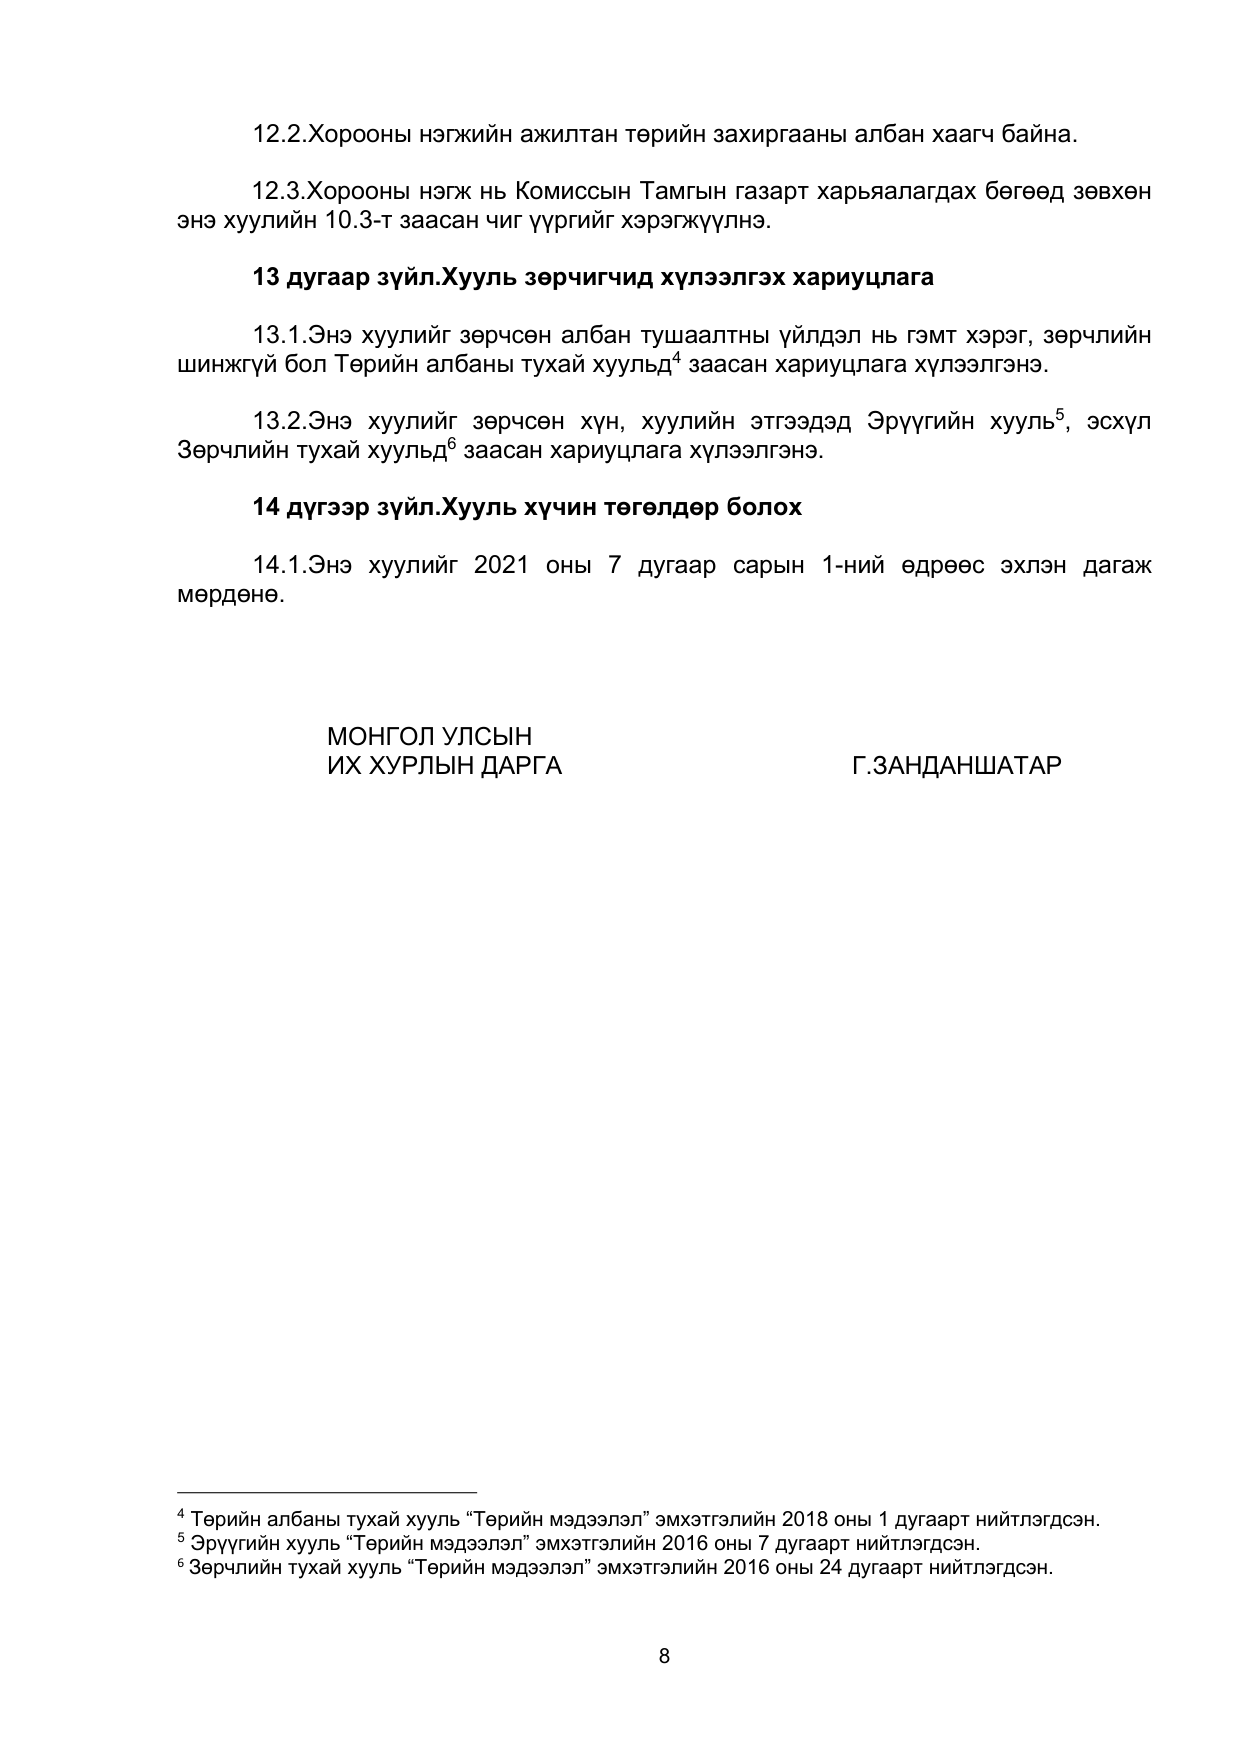 12.2.Хорооны нэгжийн ажилтан төрийн захиргааны албан хаагч байна.
12.3.Хорооны нэгж нь Комиссын Тамгын газарт харьяалагдах бөгөөд зөвхөн
энэ хуулийн 10.3-т заасан чиг үүргийг хэрэгжүүлнэ.
13 дугаар зүйл.Хууль зөрчигчид хүлээлгэх хариуцлага
13.1.Энэ хуулийг зөрчсөн албан тушаалтны үйлдэл нь гэмт хэрэг, зөрчлийн
шинжгүй бол Төрийн албаны тухай хуульд4 заасан хариуцлага хүлээлгэнэ.
13.2.Энэ хуулийг зөрчсөн хүн, хуулийн этгээдэд Эрүүгийн хууль5, эсхүл
Зөрчлийн тухай хуульд6 заасан хариуцлага хүлээлгэнэ.
14 дүгээр зүйл.Хууль хүчин төгөлдөр болох
14.1.Энэ хуулийг 2021 оны 7 дугаар сарын 1-ний өдрөөс эхлэн дагаж
мөрдөнө.
МОНГОЛ УЛСЫН
ИХ ХУРЛЫН ДАРГА Г.ЗАНДАНШАТАР
4 Төрийн албаны тухай хууль “Төрийн мэдээлэл” эмхэтгэлийн 2018 оны 1 дугаарт нийтлэгдсэн.
5 Эрүүгийн хууль “Төрийн мэдээлэл” эмхэтгэлийн 2016 оны 7 дугаарт нийтлэгдсэн.
6 Зөрчлийн тухай хууль “Төрийн мэдээлэл” эмхэтгэлийн 2016 оны 24 дугаарт нийтлэгдсэн.
8